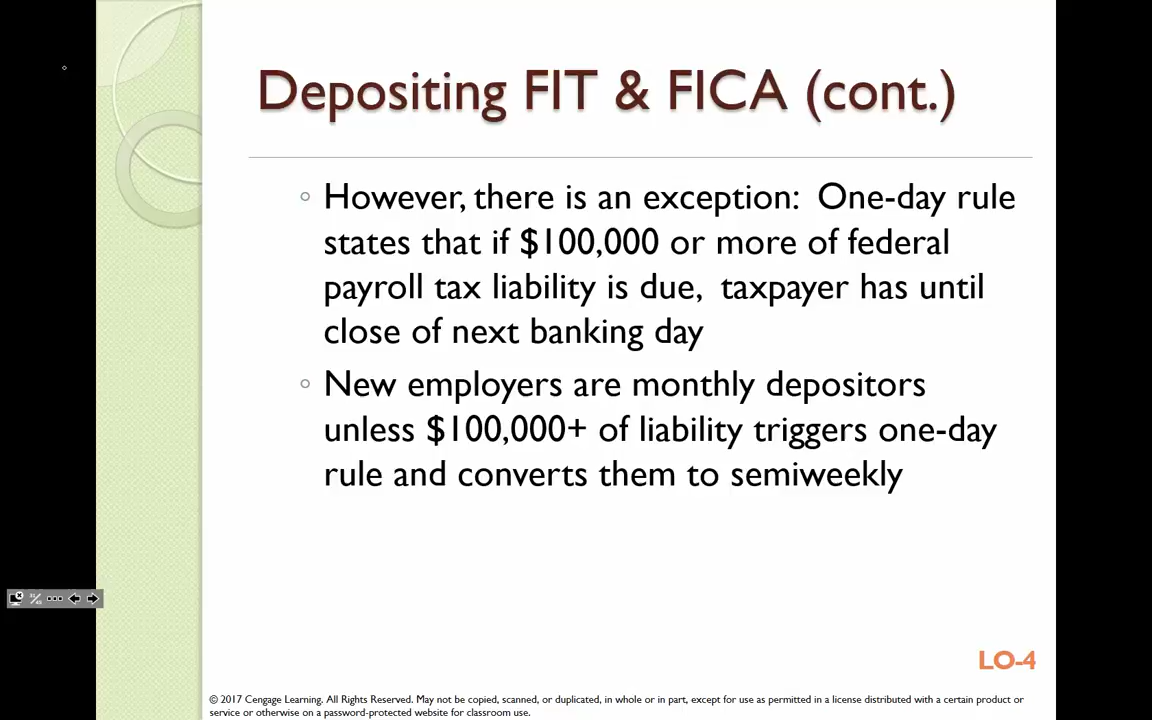 Depositing FIT & FICA (cont.)
However, there is an exception: One-day rule
states that if $100,000 or more of federal
payroll tax liability is due, taxpayer has until
close of next banking day
New employers are monthly depositors
unless $100,000+ of liability triggers one-day
rule and converts them to semiweekly
LO-4
© 2017 Cengage Learning. All Rights Reserved. May not be copied, scanned, or duplicated, in whole or in part, except for use as permitted in a license distributed with a certain product or
service or otherwise on a password-protected website for classroom use.